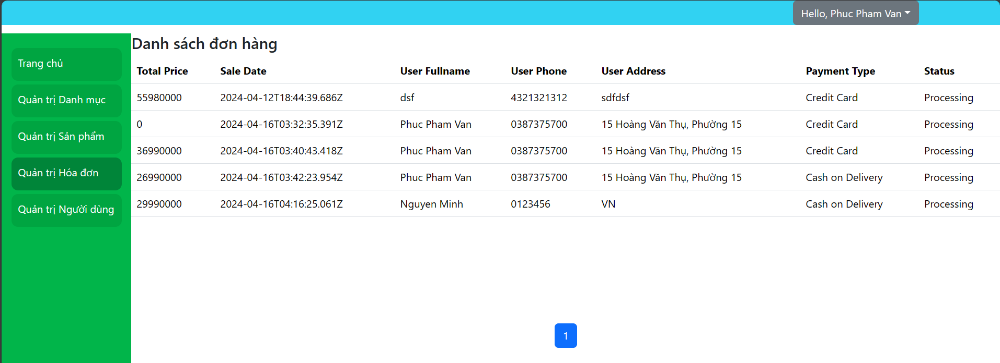 Hello, Phuc Pham Van
Trang chủ
Quản trị Danh mục
Quản trị Sản phẩm
Quản trị Hóa đơn
Quản trị Người dùng
Danh sách đơn hàng
Total Price Sale Date User Fullname User Phone User Address Payment Type Status
55980000 2024-04-12T18:44:39.686Z dsf 4321321312 sdfdsf Credit Card Processing
0 2024-04-16T03:32:35.391Z Phuc Pham Van 0387375700 15 Hoàng Văn Thụ, Phường 15 Credit Card Processing
36990000 2024-04-16T03:40:43.418Z Phuc Pham Van 0387375700 15 Hoàng Văn Thụ, Phường 15 Credit Card Processing
26990000 2024-04-16T03:42:23.954Z Phuc Pham Van 0387375700 15 Hoàng Văn Thụ, Phường 15 Cash on Delivery Processing
29990000 2024-04-16T04:16:25.061Z Nguyen Minh 0123456 VN Cash on Delivery Processing
1